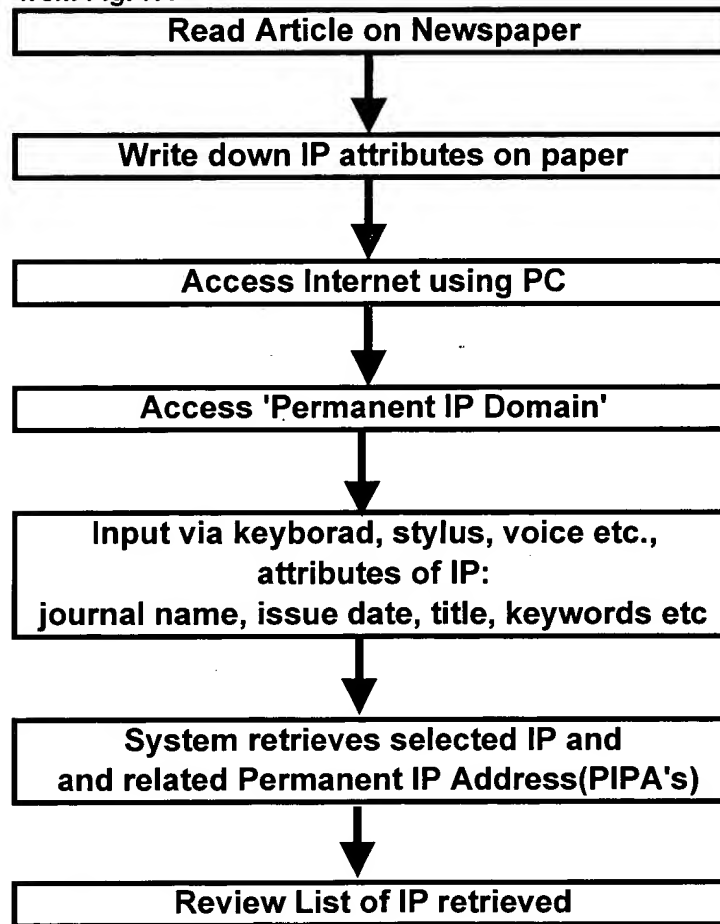 Read Article on Newspaper
Write down IP attributes on paper
Access Internet using PC
Access 'Permanent IP Domain'
Input via keyborad, stylus, voice etc.,
attributes of IP:
journal name, issue date, title, keywords etc
System retrieves selected IP and
and related Permanent IP Address(PIPA's)
Review List of IP retrieved